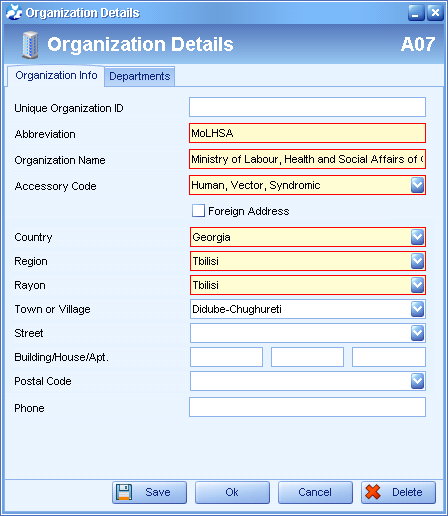 Organization Details
Organization Details A07
Organization Info Departments
Unique Organization ID
Abbreviation MoLHSA
Organization Name Ministry of Labour, Health and Social Affairs of
Accessory Code Human, Vector, Syndromic
Foreign Address
Country Georgia
Region Tbilisi
Rayon Tbilisi
Town or Village Didube-Chughureti
Street
Building/House/Apt.
Postal Code
Phone
Save Ok Cancel Delete